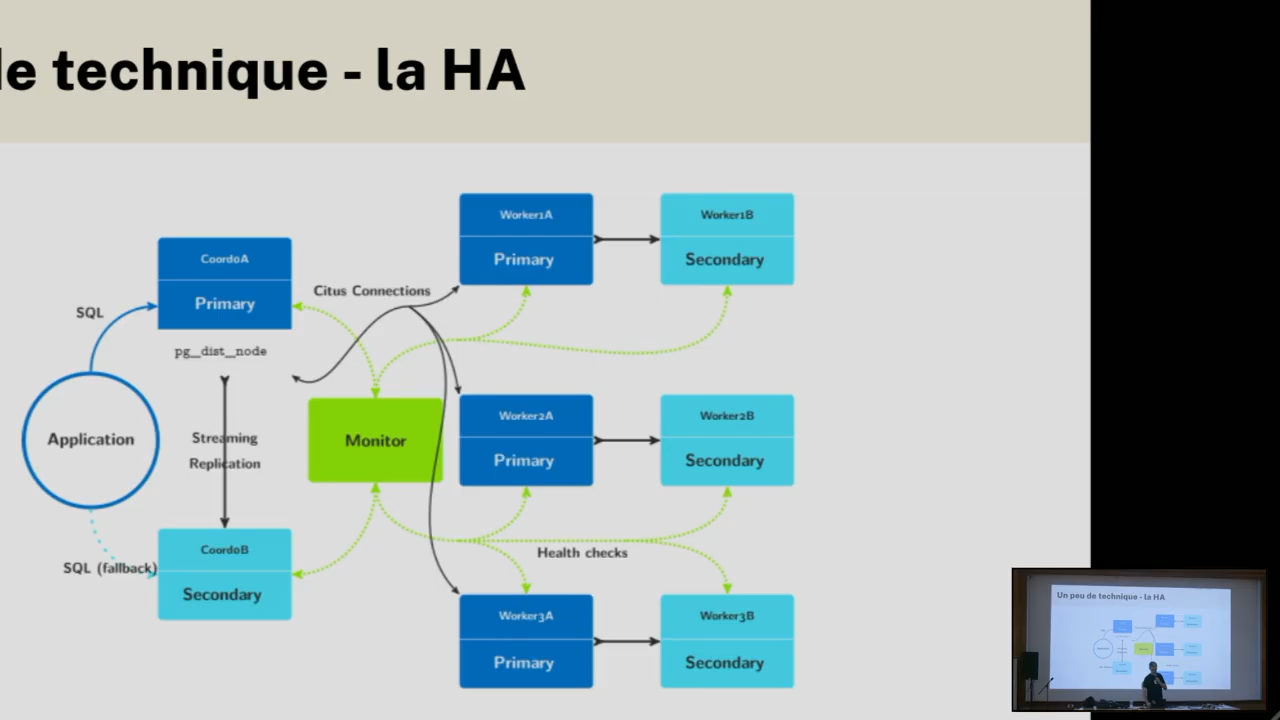 de technique - la HA
Worker1A
Primary
Worker1B
Secondary
CoordoA
Primary
Citus Connections
SQL
pg_dist_node
Application
Streaming
Replication
Monitor
Worker2A
Primary
Worker2B
Secondary
Health checks
SQL (fallback)
CoordoB
Secondary
Worker3A
Primary
Worker3B
Secondary
Un peu de technique - la HA